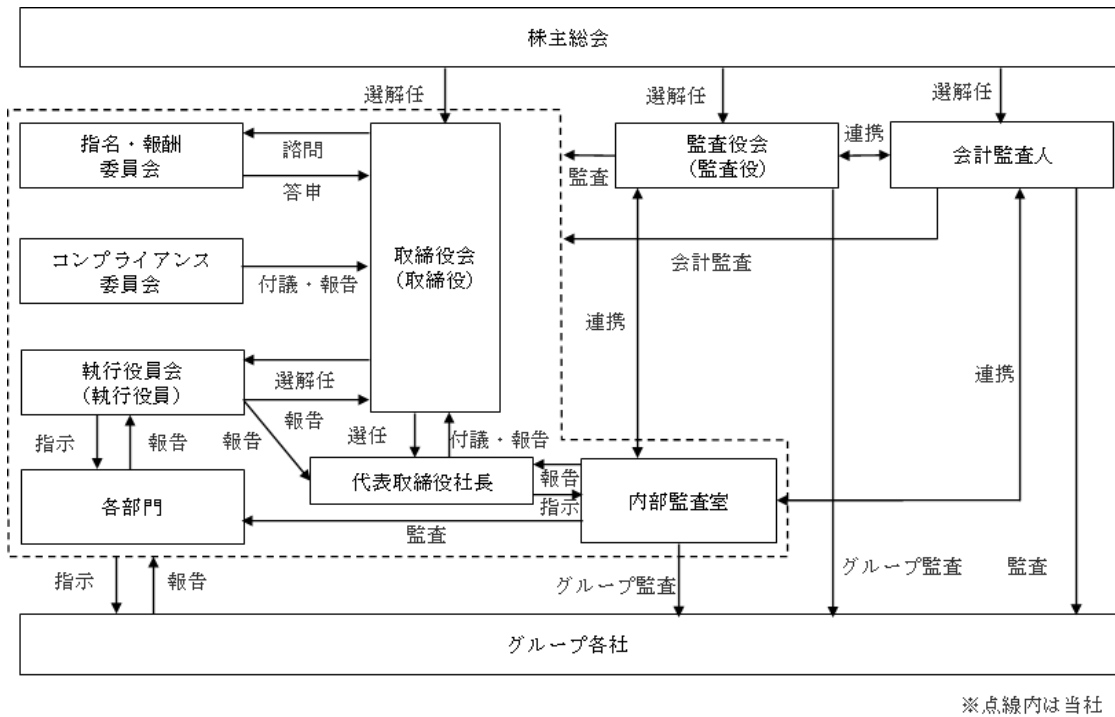 株主総会
選解任
選解任
選解任
指名・報酬
委員会
諮問
答申
監査役会
(監査役)
連携
会計監査人
監査
コンプライアンス
委員会
付議・報告
取締役会
(取締役)
会計監査
連携
連携
執行役員会
(執行役員)
選解任
報告
指示
報告
報告
選任
付議・報告
代表取締役社長
報告
指示
内部監査室
各部門
監査
指示
報告
グループ監査
グループ監査
監査
グループ各社
※点線内は当社